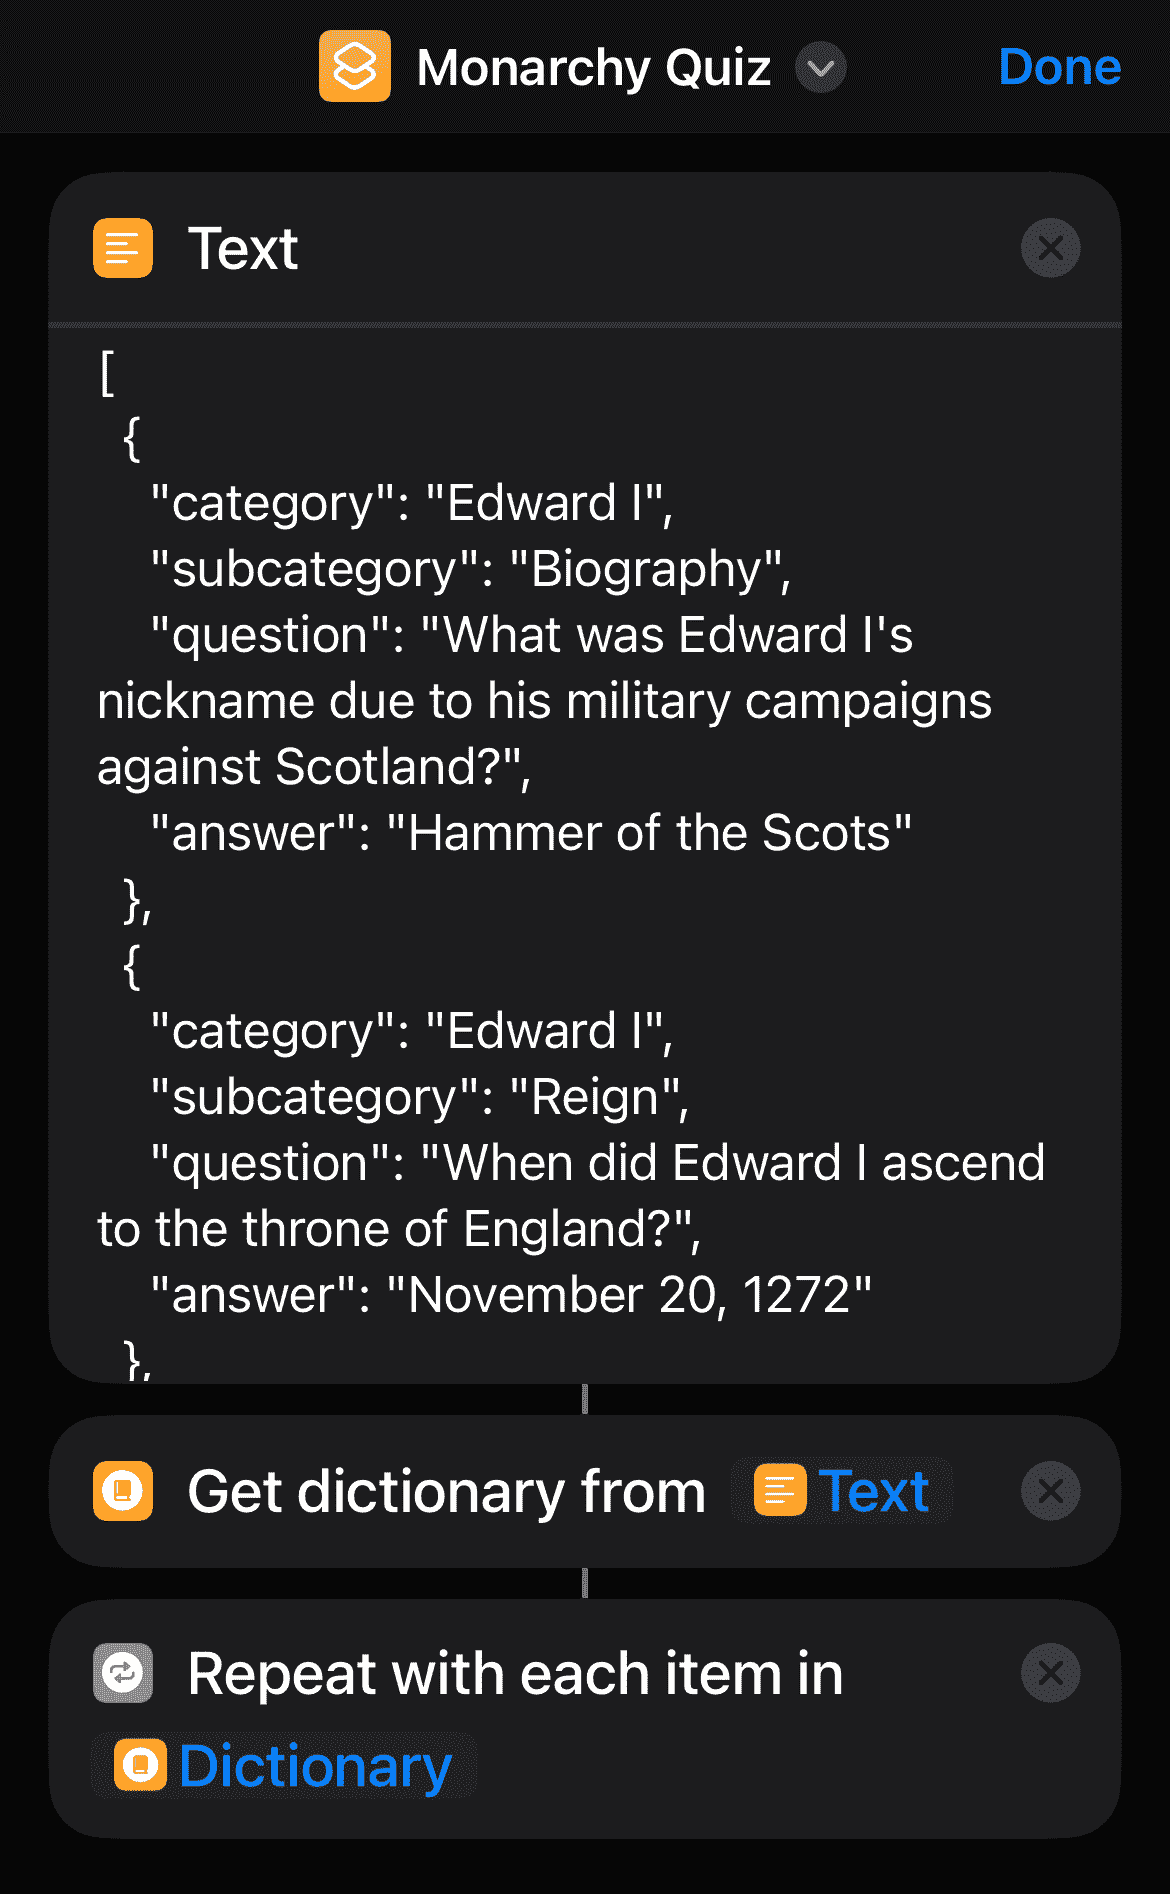 Monarchy Quiz
Done
Text
[
{
"category": "Edward I",
"subcategory": "Biography",
"question": "What was Edward I's
nickname due to his military campaigns
against Scotland?",
"answer": "Hammer of the Scots"
},
{
"category": "Edward I",
"subcategory": "Reign",
"question": "When did Edward I ascend
to the throne of England?",
"answer": "November 20, 1272"
},
Get dictionary from Text
Repeat with each item in
Dictionary